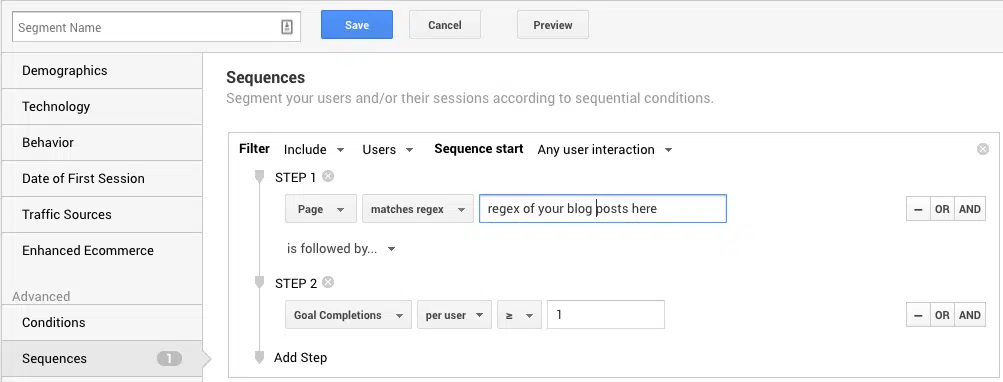 Segment Name Save Cancel Preview
Demographics
Technology
Behavior
Date of First Session
Traffic Sources
Enhanced Ecommerce
Advanced
Conditions
Sequences 1
Sequences
Segment your users and/or their sessions according to sequential conditions.
Filter Include Users Sequence start Any user interaction
STEP 1
Page matches regex regex of your blog posts here − OR AND
is followed by...
STEP 2
Goal Completions per user ≥ 1 − OR AND
Add Step